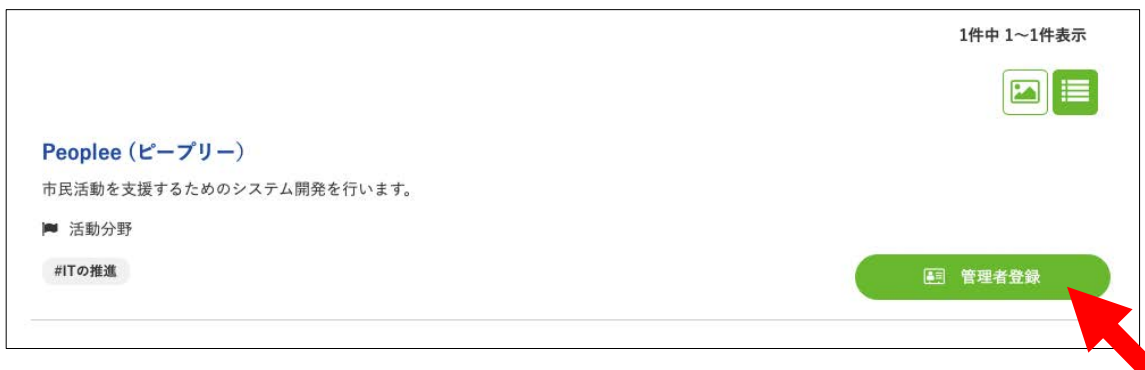 1件中 1〜1件表示
Peoplee（ピープリー）
市民活動を支援するためのシステム開発を行います。
活動分野
#ITの推進
管理者登録